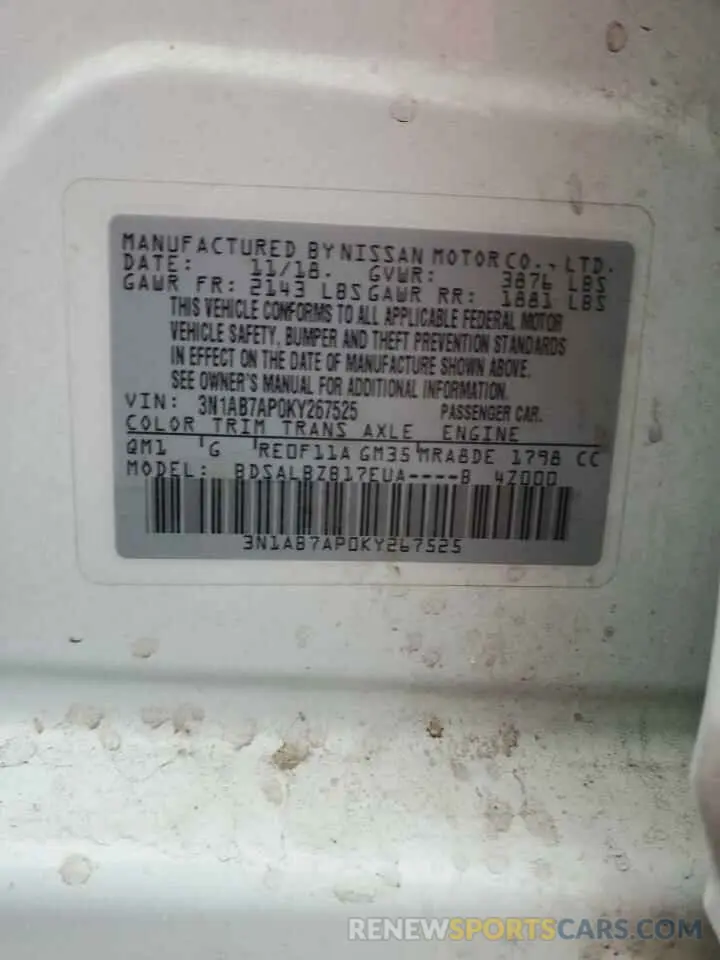 MANUFACTURED BY NISSAN MOTOR CO., LTD.
DATE: 11/18. GVWR: 3876 LBS
GAWR FR: 2143 LBS GAWR RR: 1881 LBS
THIS VEHICLE CONFORMS TO ALL APPLICABLE FEDERAL MOTOR
VEHICLE SAFETY, BUMPER AND THEFT PREVENTION STANDARDS
IN EFFECT ON THE DATE OF MANUFACTURE SHOWN ABOVE.
SEE OWNER'S MANUAL FOR ADDITIONAL INFORMATION.
VIN: 3N1AB7AP0KY267525 PASSENGER CAR.
COLOR TRIM TRANS AXLE ENGINE
QM1 G RE0F11A GM35 MRA8DE 1798 CC
MODEL: BDSALBZB17EUA----B 4Z000
3N1AB7AP0KY267525
RENEWSPORTSCARS.COM